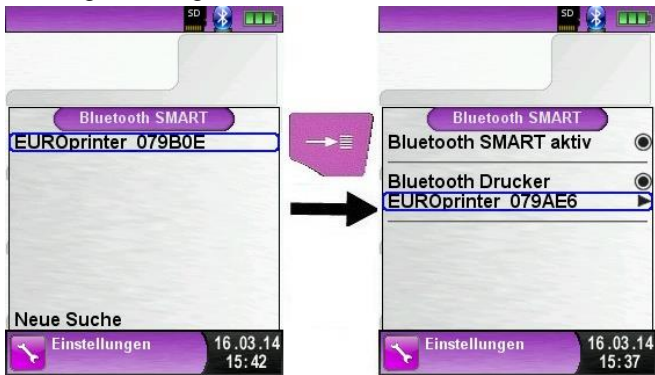 SD
Bluetooth SMART
EUROprinter 079B0E
Neue Suche
Einstellungen
16.03.14
15:42
SD
Bluetooth SMART
Bluetooth SMART aktiv
Bluetooth Drucker
EUROprinter 079AE6
Einstellungen
16.03.14
15:37